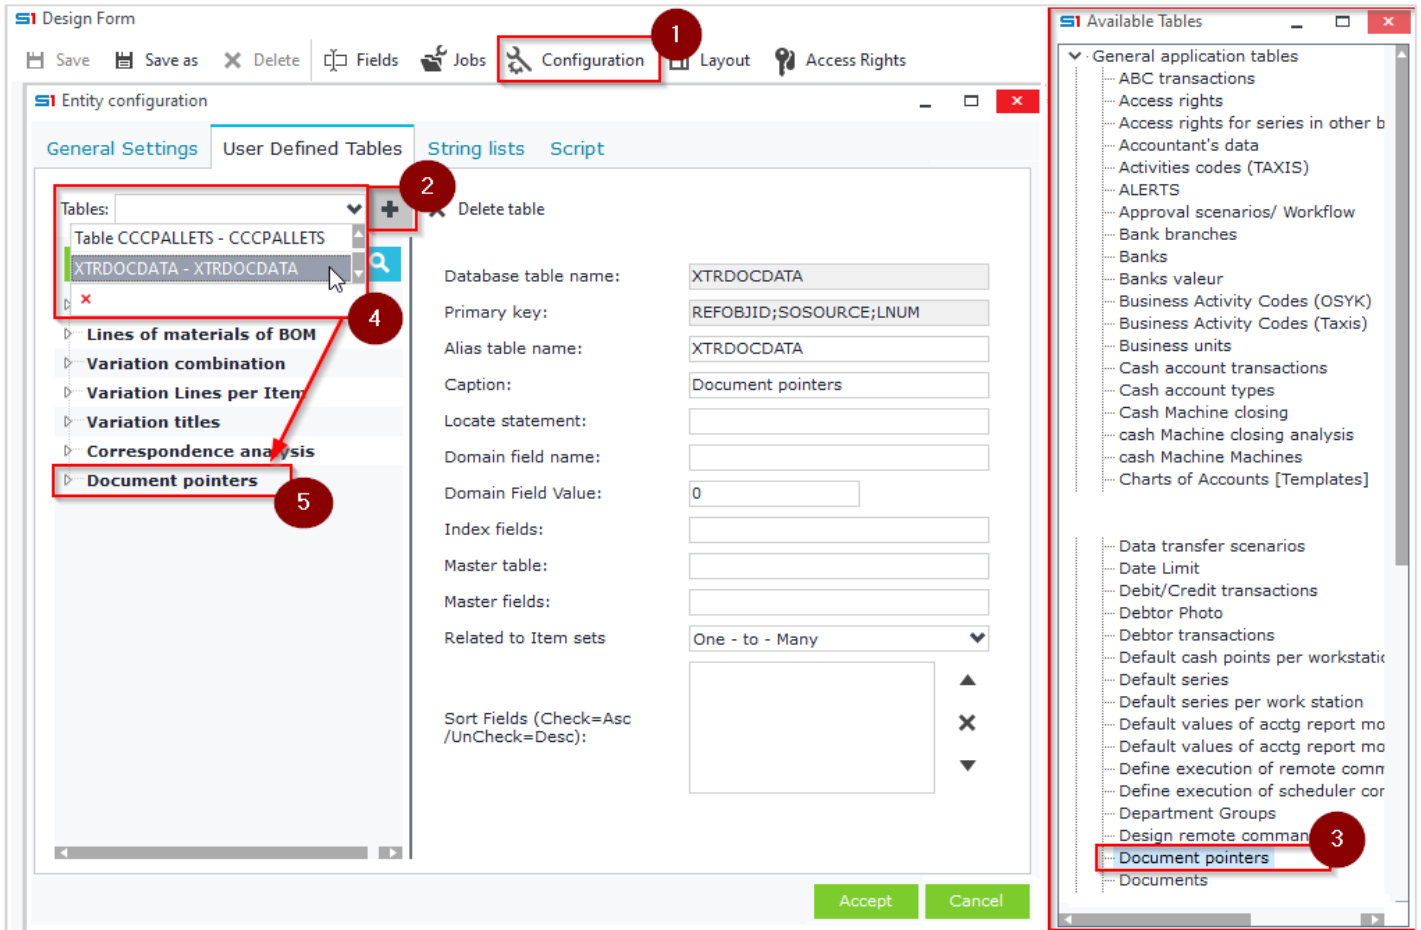 S1 Design Form
Save Save as Delete Fields Jobs Configuration Layout Access Rights
1
S1 Entity configuration
General Settings User Defined Tables String lists Script
2
Tables:
Delete table
Table CCCPALLETS - CCCPALLETS
XTRDOCDATA - XTRDOCDATA
4
Lines of materials of BOM
Variation combination
Variation Lines per Item
Variation titles
Correspondence analysis
Document pointers
5
Database table name: XTRDOCDATA
Primary key: REFOBJID;SOSOURCE;LNUM
Alias table name: XTRDOCDATA
Caption: Document pointers
Locate statement:
Domain field name:
Domain Field Value: 0
Index fields:
Master table:
Master fields:
Related to Item sets One - to - Many
Sort Fields (Check=Asc
/UnCheck=Desc):
Accept Cancel
S1 Available Tables
General application tables
ABC transactions
Access rights
Access rights for series in other b
Accountant's data
Activities codes (TAXIS)
ALERTS
Approval scenarios/ Workflow
Bank branches
Banks
Banks valeur
Business Activity Codes (OSYK)
Business Activity Codes (Taxis)
Business units
Cash account transactions
Cash account types
Cash Machine closing
cash Machine closing analysis
cash Machine Machines
Charts of Accounts [Templates]
Data transfer scenarios
Date Limit
Debit/Credit transactions
Debtor Photo
Debtor transactions
Default cash points per workstatio
Default series
Default series per work station
Default values of acctg report mo
Default values of acctg report mo
Define execution of remote comm
Define execution of scheduler cor
Department Groups
Design remote comman
3
Document pointers
Documents